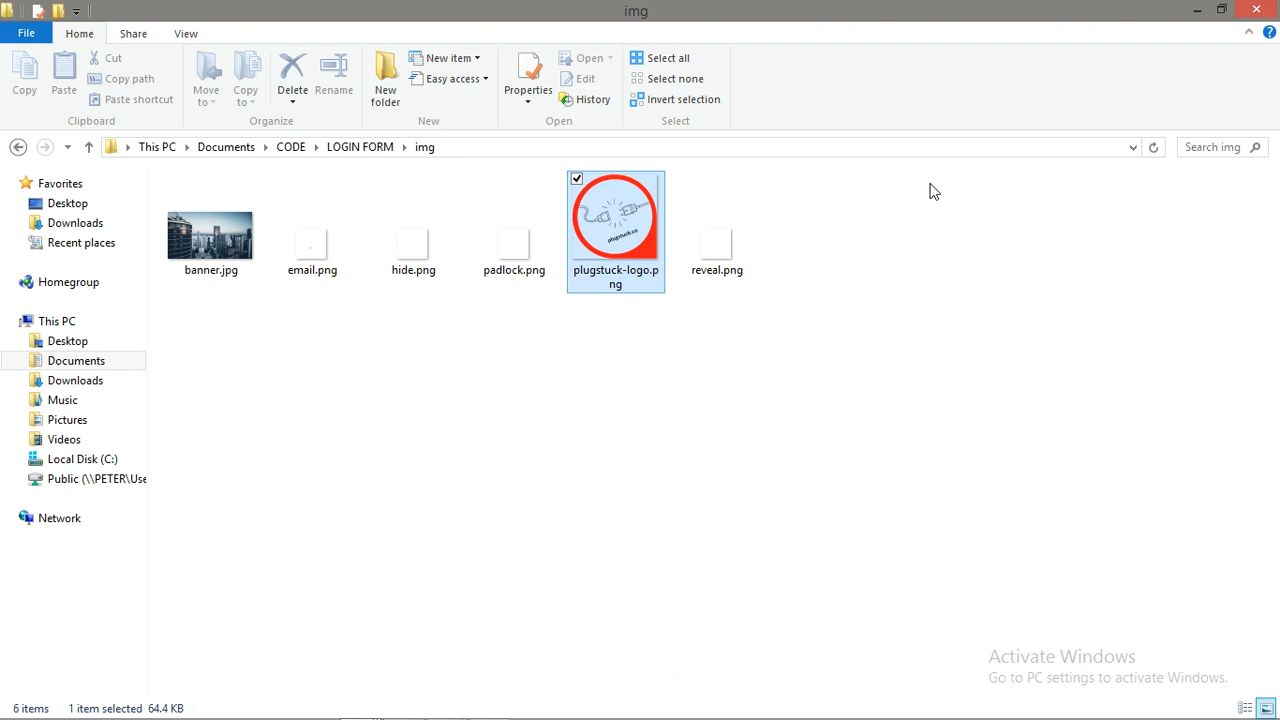 img
File
Home
Share
View
Copy
Paste
Cut
Copy path
Paste shortcut
Clipboard
Move
to
Copy
to
Delete
Rename
Organize
New
folder
New item
Easy access
New
Properties
Open
Edit
History
Open
Select all
Select none
Invert selection
Select
This PC
Documents
CODE
LOGIN FORM
img
Search img
Favorites
Desktop
Downloads
Recent places
Homegroup
This PC
Desktop
Documents
Downloads
Music
Pictures
Videos
Local Disk (C:)
Public (\\PETER\Use
Network
banner.jpg
email.png
hide.png
padlock.png
plugstuck.co
plugstuck-logo.p
ng
reveal.png
Activate Windows
Go to PC settings to activate Windows.
6 items
1 item selected 64.4 KB